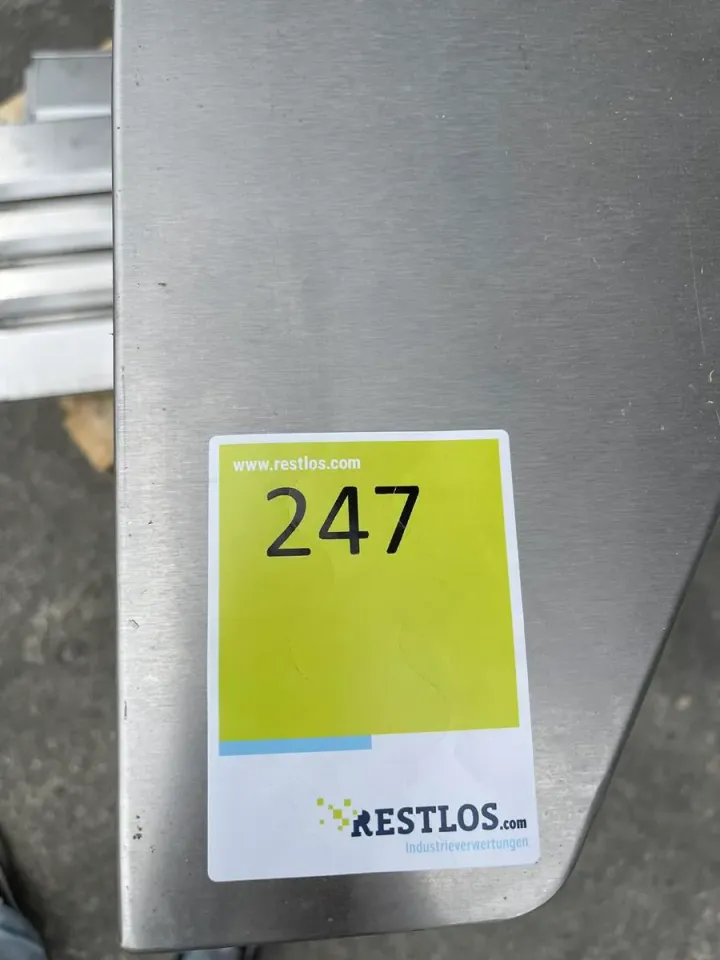 www.restlos.com
247
RESTLOS.com
Industrieverwertungen